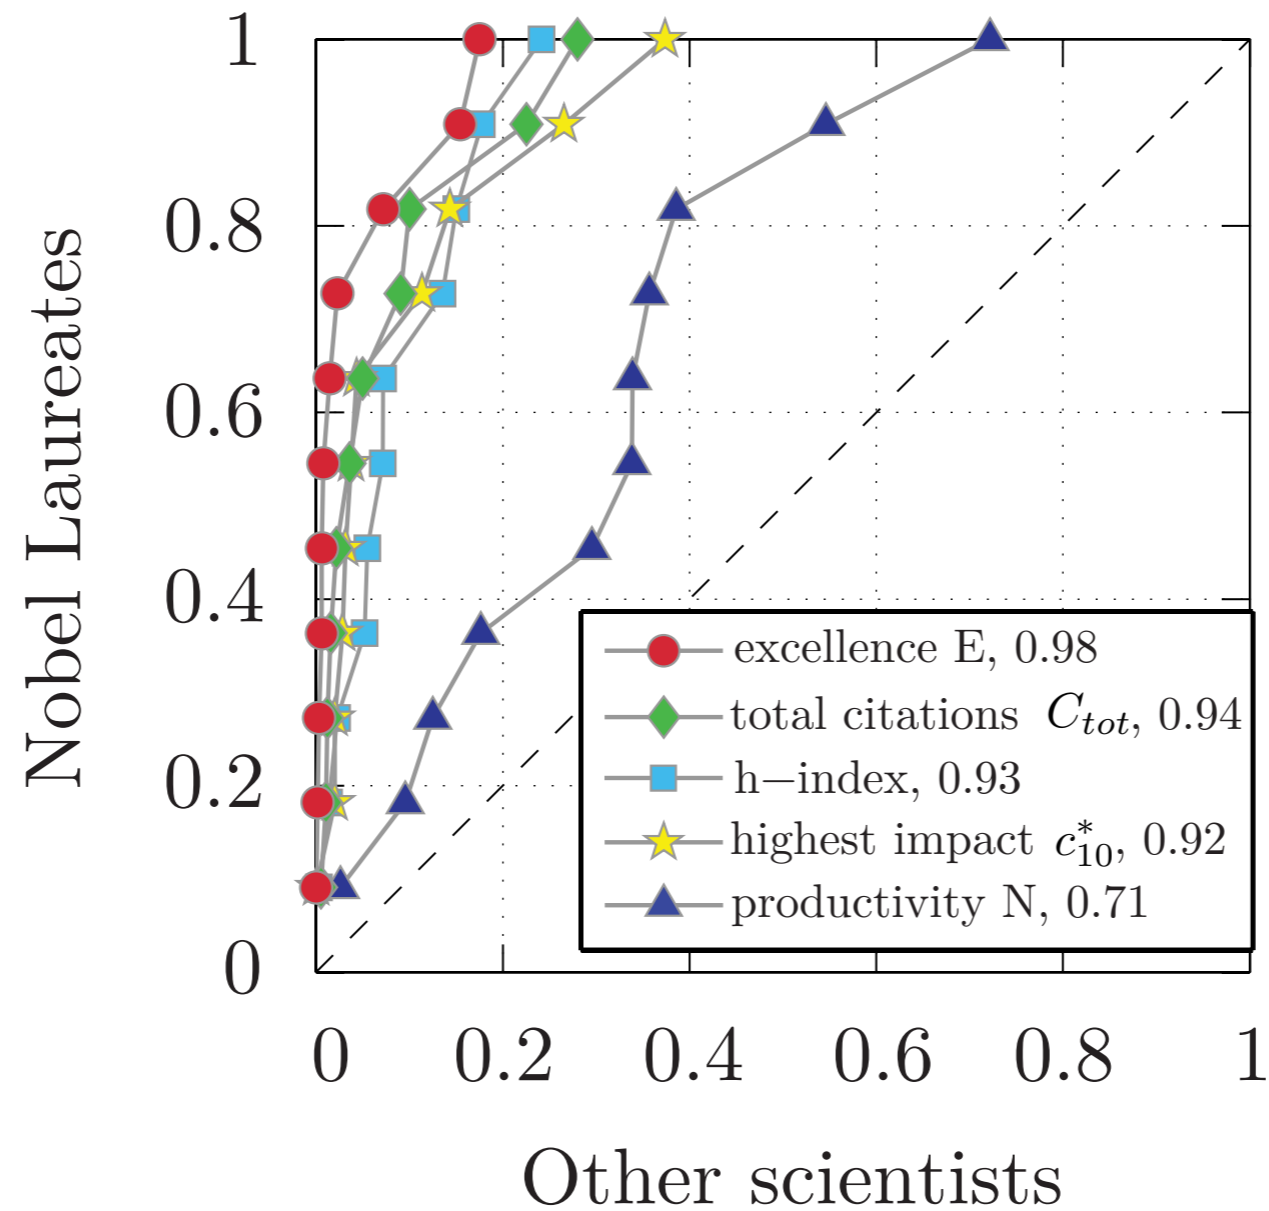 Nobel Laureates
1
0.8
0.6
0.4
0.2
0
excellence E, 0.98
total citations C_tot, 0.94
h−index, 0.93
highest impact c*_10, 0.92
productivity N, 0.71
0 0.2 0.4 0.6 0.8 1
Other scientists